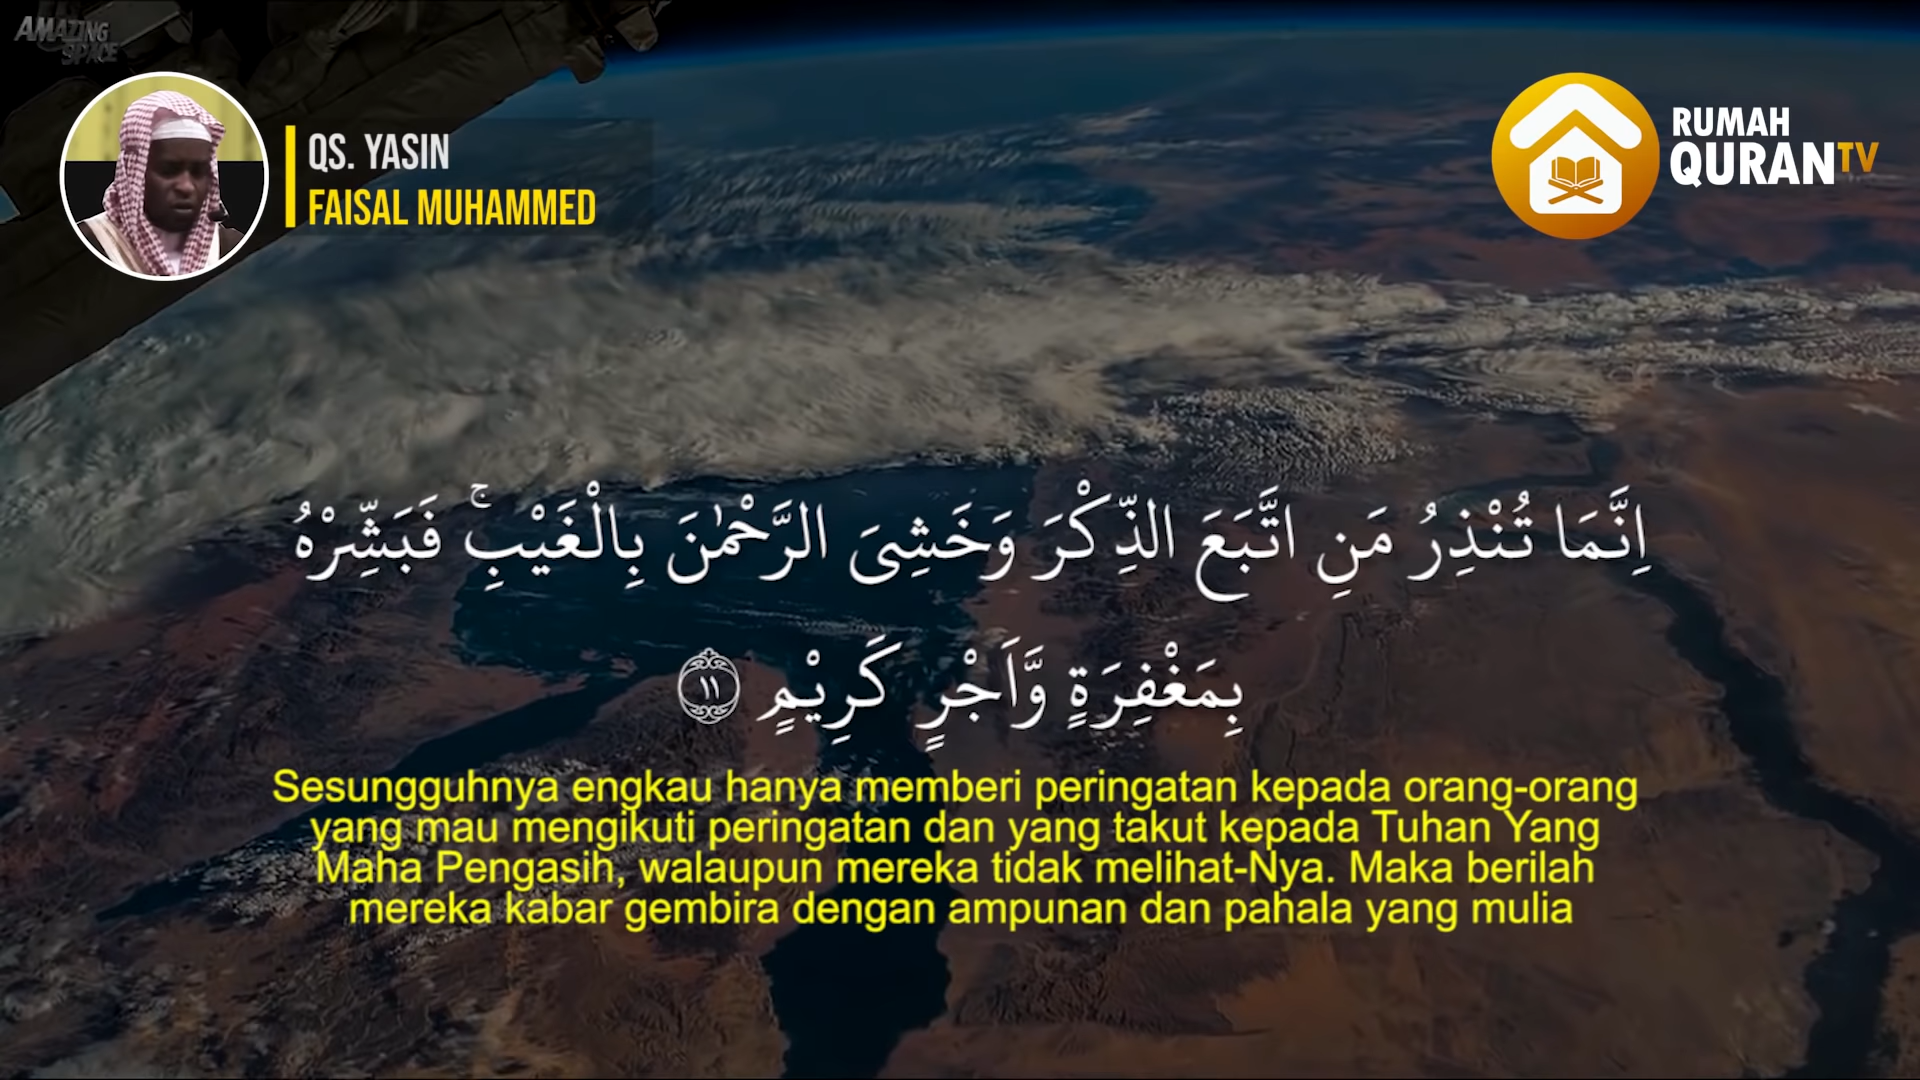 AMAZING
SPACE
QS. YASIN
FAISAL MUHAMMED
RUMAH
QURANTV
اِنَّمَا تُنْذِرُ مَنِ اتَّبَعَ الذِّكْرَ وَخَشِىَ الرَّحْمٰنَ بِالْغَيْبِۚ فَبَشِّرْهُ
بِمَغْفِرَةٍ وَّاَجْرٍ كَرِيْمٍ ١١
Sesungguhnya engkau hanya memberi peringatan kepada orang-orang
yang mau mengikuti peringatan dan yang takut kepada Tuhan Yang
Maha Pengasih, walaupun mereka tidak melihat-Nya. Maka berilah
mereka kabar gembira dengan ampunan dan pahala yang mulia